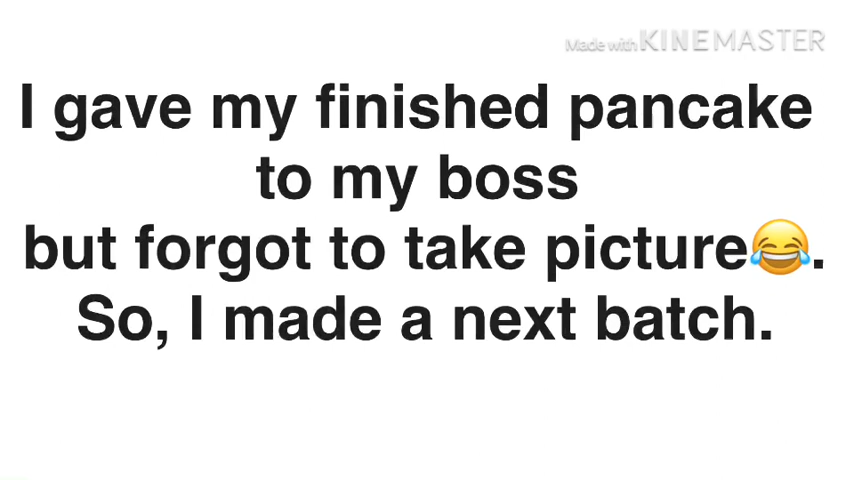 Made with KINEMASTER
I gave my finished pancake
to my boss
but forgot to take picture😂.
So, I made a next batch.